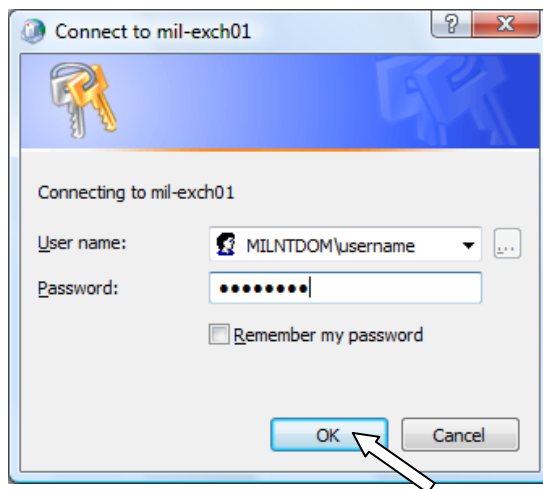 Connect to mil-exch01
Connecting to mil-exch01
User name: MILNTDOM\username
Password: ••••••••
Remember my password
OK Cancel